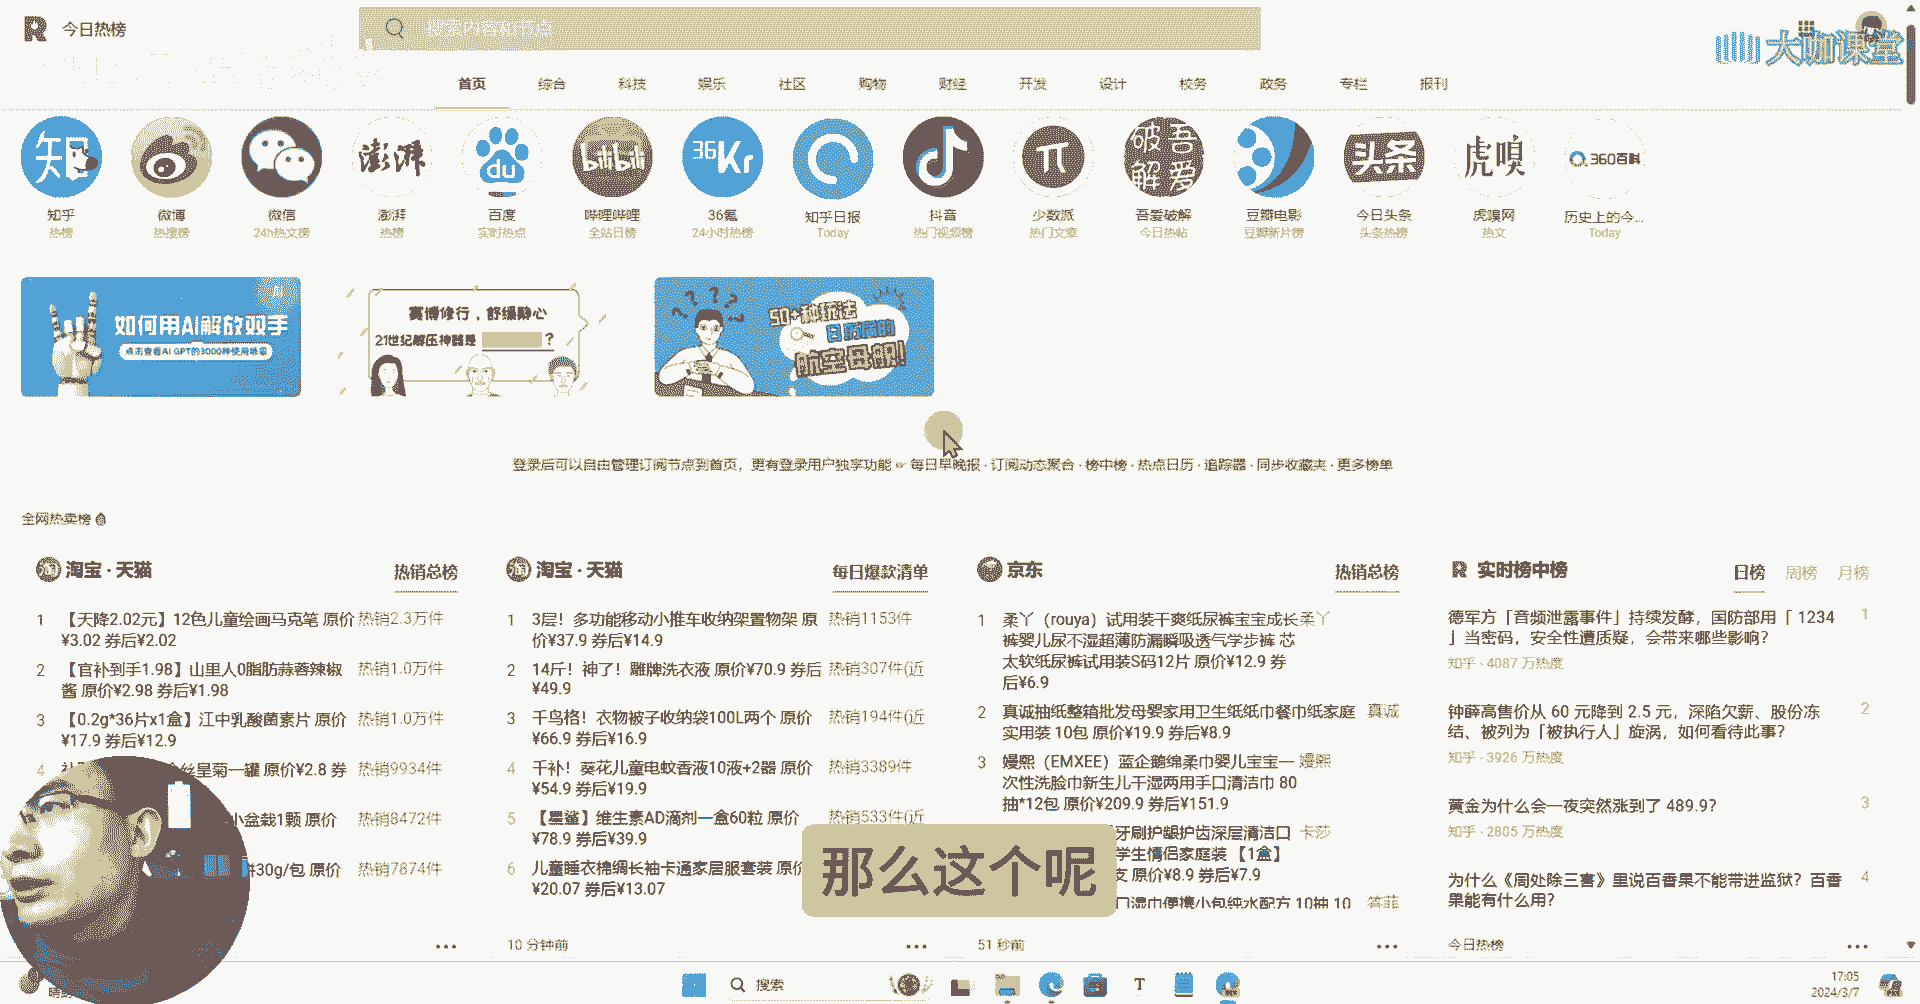 今日热榜
搜索内容和节点
大咖课堂
首页 综合 科技 娱乐 社区 购物 财经 开发 设计 校务 政务 专栏 报刊
知
澎湃
du
bilibili
36Kr
破吾解爱
头条
虎嗅
360百科
知乎 微博 微信 澎湃 百度 哔哩哔哩 36氪 知乎日报 抖音 少数派 吾爱破解 豆瓣电影 今日头条 虎嗅网 历史上的今...
热榜 热搜榜 24h热文榜 热榜 实时热点 全站日榜 24小时热榜 Today 热门视频榜 热门文章 今日热帖 豆瓣新片榜 头条热榜 热文 Today
如何用AI解放双手
点击查看AI GPT的3000种使用场景
赛博修行，舒缓静心
21世纪解压神器是 ？
50+种玩法
航空母舰!
登录后可以自由管理订阅节点到首页，更有登录用户独享功能 ☞ 每日早晚报 · 订阅动态聚合 · 榜中榜 · 热点日历 · 追踪器 · 同步收藏夹 · 更多榜单
全网热卖榜
淘宝 · 天猫 热销总榜
1 【天降2.02元】12色儿童绘画马克笔 原价 热销2.3万件
¥3.02 券后¥2.02
2 【官补到手1.98】山里人0脂肪蒜蓉辣椒 热销1.0万件
酱 原价¥2.98 券后¥1.98
3 【0.2g*36片x1盒】江中乳酸菌素片 原价 热销1.0万件
¥17.9 券后¥12.9
4 丝皇菊一罐 原价¥2.8 券 热销9934件
小盆栽1颗 原价 热销8472件
30g/包 原价 热销7874件
淘宝 · 天猫 每日爆款清单
1 3层！多功能移动小推车收纳架置物架 原 热销1153件
价¥37.9 券后¥14.9
2 14斤！神了！雕牌洗衣液 原价¥70.9 券后 热销307件(近
¥49.9
3 千鸟格！衣物被子收纳袋100L两个 原价 热销194件(近
¥66.9 券后¥16.9
4 千补！葵花儿童电蚊香液10液+2器 原价 热销3389件
¥54.9 券后¥19.9
5 【星鲨】维生素AD滴剂一盒60粒 原价 热销533件(近
¥78.9 券后¥39.9
6 儿童睡衣棉绸长袖卡通家居服套装 原价
¥20.07 券后¥13.07
10 分钟前
京东 热销总榜
1 柔丫（rouya）试用装干爽纸尿裤宝宝成长 柔丫
裤婴儿尿不湿超薄防漏瞬吸透气学步裤 芯
太软纸尿裤试用装S码12片 原价¥12.9 券
后¥6.9
2 真诚抽纸整箱批发母婴家用卫生纸纸巾餐巾纸家庭 真诚
实用装 10包 原价¥19.9 券后¥8.9
3 嫚熙（EMXEE）蓝企鹅绵柔巾婴儿宝宝一 嫚熙
次性洗脸巾新生儿干湿两用手口清洁巾 80
抽*12包 原价¥209.9 券后¥151.9
牙刷护龈护齿深层清洁口 卡莎
学生情侣家庭装 【1盒】
支 原价¥8.9 券后¥7.9
口湿巾便携小包纯水配方 10抽 10 答菲
51 秒前
实时榜中榜 日榜 周榜 月榜
德军方「音频泄露事件」持续发酵，国防部用「 1234 1
」当密码，安全性遭质疑，会带来哪些影响？
知乎 · 4087 万热度
钟薛高售价从 60 元降到 2.5 元，深陷欠薪、股份冻 2
结、被列为「被执行人」旋涡，如何看待此事？
知乎 · 3926 万热度
黄金为什么会一夜突然涨到了 489.9？ 3
知乎 · 2805 万热度
为什么《周处除三害》里说百香果不能带进监狱？百香 4
果能有什么用？
今日热榜
那么这个呢
搜索
17:05
2024/3/7